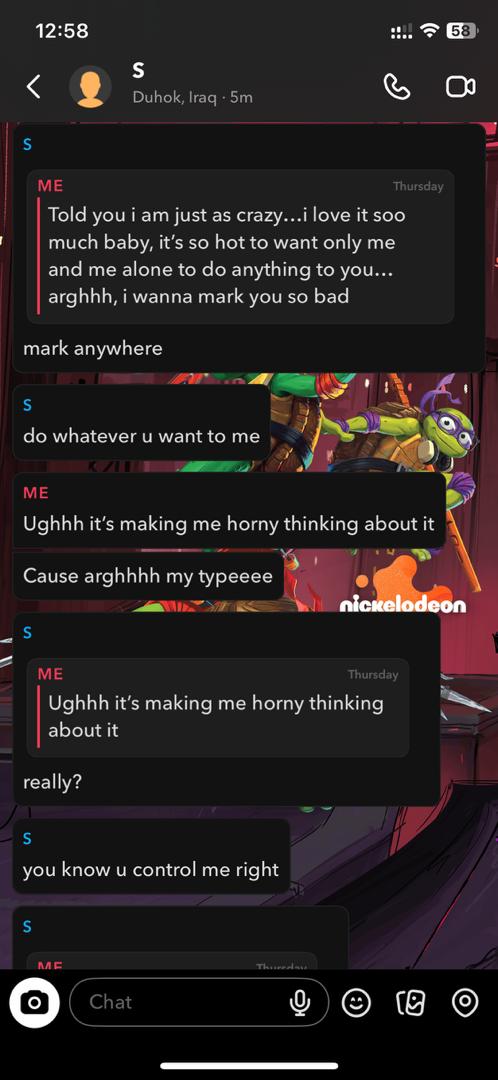 12:58
58
S
Duhok, Iraq · 5m
S
ME
Thursday
Told you i am just as crazy...i love it soo
much baby, it's so hot to want only me
and me alone to do anything to you...
arghhh, i wanna mark you so bad
mark anywhere
S
do whatever u want to me
ME
Ughhh it's making me horny thinking about it
Cause arghhhh my typeeee
nickelodeon
S
ME
Thursday
Ughhh it's making me horny thinking
about it
really?
S
you know u control me right
S
ME
Thursday
Chat